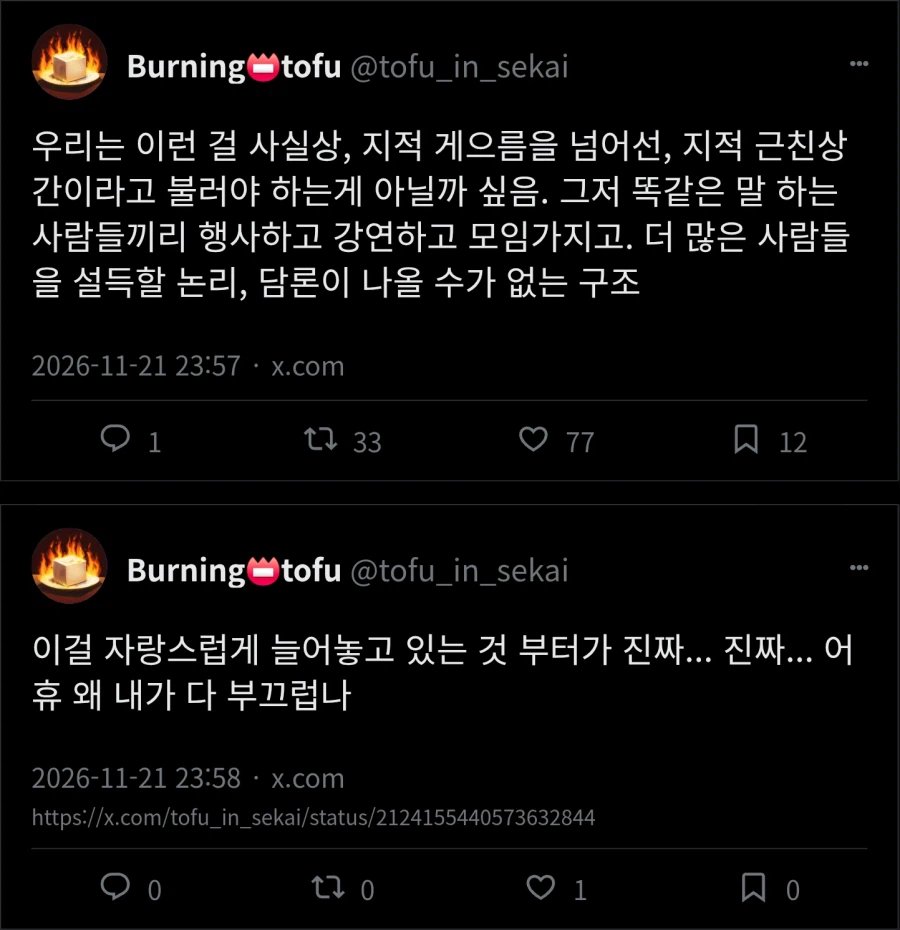 Burning📛tofu @tofu_in_sekai
우리는 이런 걸 사실상, 지적 게으름을 넘어선, 지적 근친상
간이라고 불러야 하는게 아닐까 싶음. 그저 똑같은 말 하는
사람들끼리 행사하고 강연하고 모임가지고. 더 많은 사람들
을 설득할 논리, 담론이 나올 수가 없는 구조
2026-11-21 23:57 · x.com
1 33 77 12
Burning📛tofu @tofu_in_sekai
이걸 자랑스럽게 늘어놓고 있는 것 부터가 진짜... 진짜... 어
휴 왜 내가 다 부끄럽나
2026-11-21 23:58 · x.com
https://x.com/tofu_in_sekai/status/2124155440573632844
0 0 1 0